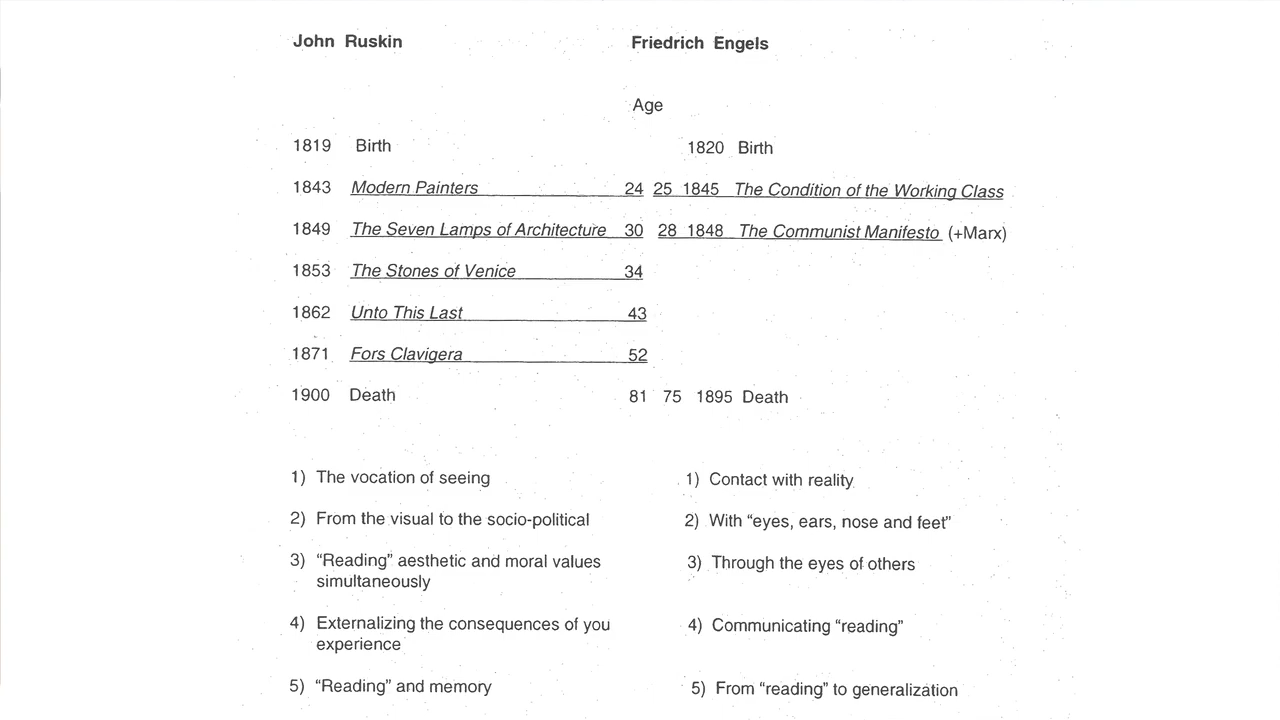 John Ruskin Friedrich Engels
Age
1819 Birth 1820 Birth
1843 Modern Painters 24 25 1845 The Condition of the Working Class
1849 The Seven Lamps of Architecture 30 28 1848 The Communist Manifesto (+Marx)
1853 The Stones of Venice 34
1862 Unto This Last 43
1871 Fors Clavigera 52
1900 Death 81 75 1895 Death
1) The vocation of seeing 1) Contact with reality
2) From the visual to the socio-political 2) With “eyes, ears, nose and feet”
3) “Reading” aesthetic and moral values 3) Through the eyes of others
simultaneously
4) Externalizing the consequences of you 4) Communicating “reading”
experience
5) “Reading” and memory 5) From “reading” to generalization